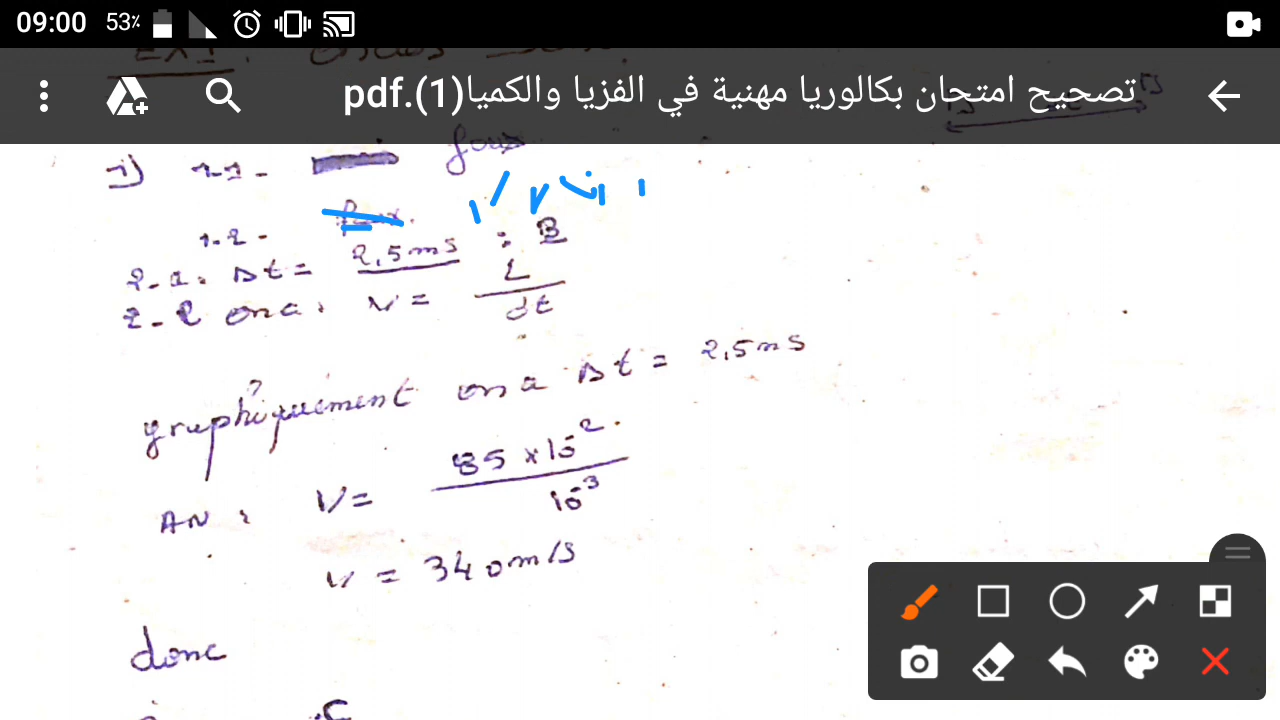 09:00 53%
تصحيح امتحان بكالوريا مهنية في الفزيا والكميا(1).pdf
1) 1.1- faux
1.2-
2-1. Δt = 2,5ms : B
2-2 on a : V = L / dt
graphiquement on a Δt = 2,5ms
AN : V = 85 × 10⁻² / 10⁻³
V = 340 m/s
donc